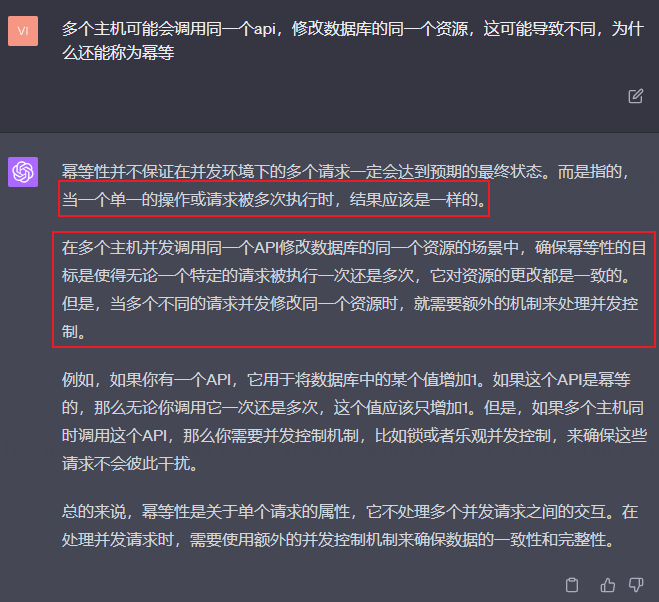 VI
多个主机可能会调用同一个api，修改数据库的同一个资源，这可能导致不同，为什
么还能称为幂等
幂等性并不保证在并发环境下的多个请求一定会达到预期的最终状态。而是指的，
当一个单一的操作或请求被多次执行时，结果应该是一样的。
在多个主机并发调用同一个API修改数据库的同一个资源的场景中，确保幂等性的目
标是使得无论一个特定的请求被执行一次还是多次，它对资源的更改都是一致的。
但是，当多个不同的请求并发修改同一个资源时，就需要额外的机制来处理并发控
制。
例如，如果你有一个API，它用于将数据库中的某个值增加1。如果这个API是幂等
的，那么无论你调用它一次还是多次，这个值应该只增加1。但是，如果多个主机同
时调用这个API，那么你需要并发控制机制，比如锁或者乐观并发控制，来确保这些
请求不会彼此干扰。
总的来说，幂等性是关于单个请求的属性，它不处理多个并发请求之间的交互。在
处理并发请求时，需要使用额外的并发控制机制来确保数据的一致性和完整性。